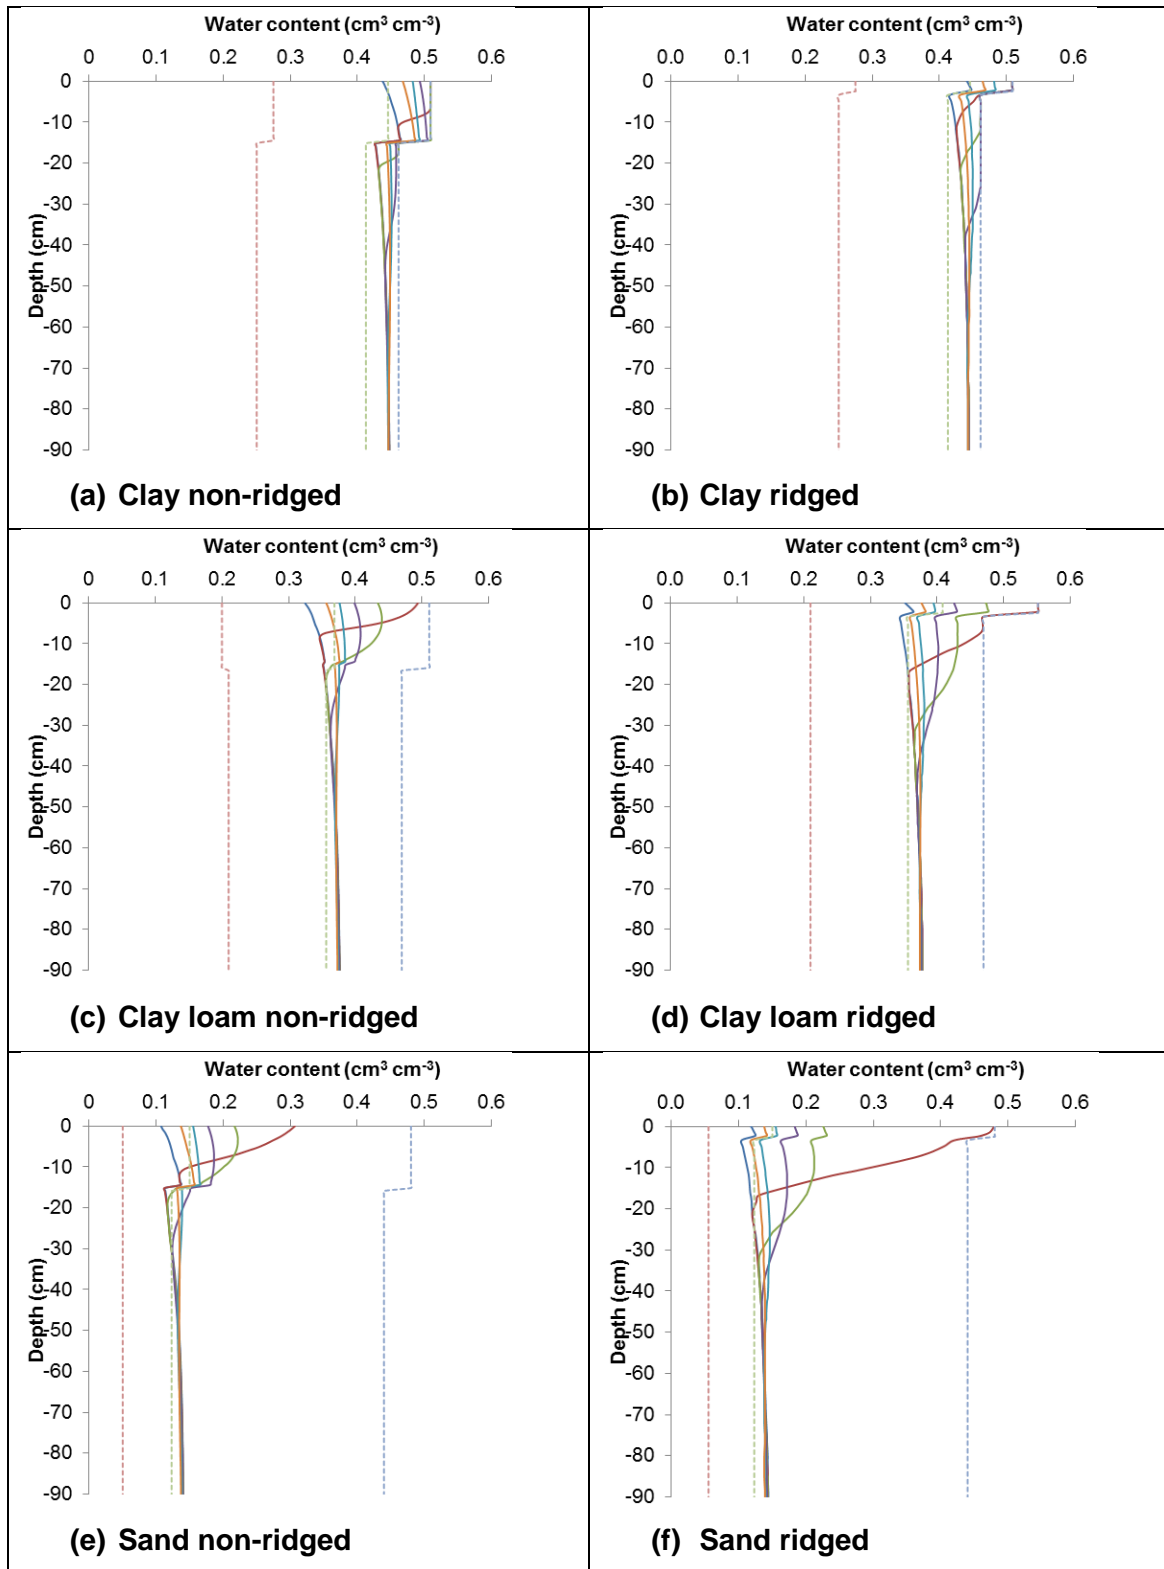 Water content (cm³ cm⁻³)
0 0.1 0.2 0.3 0.4 0.5 0.6
0
-10
-20
-30
-40
-50
-60
-70
-80
-90
Depth (cm)
(a) Clay non-ridged
Water content (cm³ cm⁻³)
0 0.1 0.2 0.3 0.4 0.5 0.6
0
-10
-20
-30
-40
-50
-60
-70
-80
-90
Depth (cm)
(b) Clay ridged
Water content (cm³ cm⁻³)
0 0.1 0.2 0.3 0.4 0.5 0.6
0
-10
-20
-30
-40
-50
-60
-70
-80
-90
Depth (cm)
(c) Clay loam non-ridged
Water content (cm³ cm⁻³)
0.0 0.1 0.2 0.3 0.4 0.5 0.6
0
-10
-20
-30
-40
-50
-60
-70
-80
-90
Depth (cm)
(d) Clay loam ridged
Water content (cm³ cm⁻³)
0 0.1 0.2 0.3 0.4 0.5 0.6
0
-10
-20
-30
-40
-50
-60
-70
-80
-90
Depth (cm)
(e) Sand non-ridged
Water content (cm³ cm⁻³)
0.0 0.1 0.2 0.3 0.4 0.5 0.6
0
-10
-20
-30
-40
-50
-60
-70
-80
-90
Depth (cm)
(f) Sand ridged